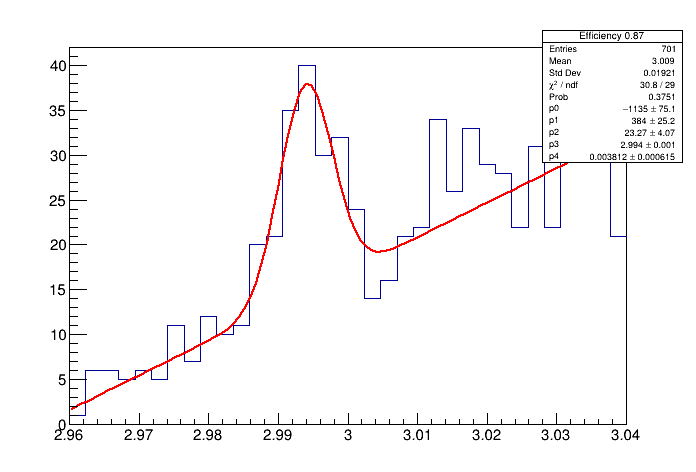 Efficiency 0.87
Entries 701
Mean 3.009
Std Dev 0.01921
χ² / ndf 30.8 / 29
Prob 0.3751
p0 −1135 ± 75.1
p1 384 ± 25.2
p2 23.27 ± 4.07
p3 2.994 ± 0.001
p4 0.003812 ± 0.000615
40
35
30
25
20
15
10
5
0
2.96 2.97 2.98 2.99 3 3.01 3.02 3.03 3.04